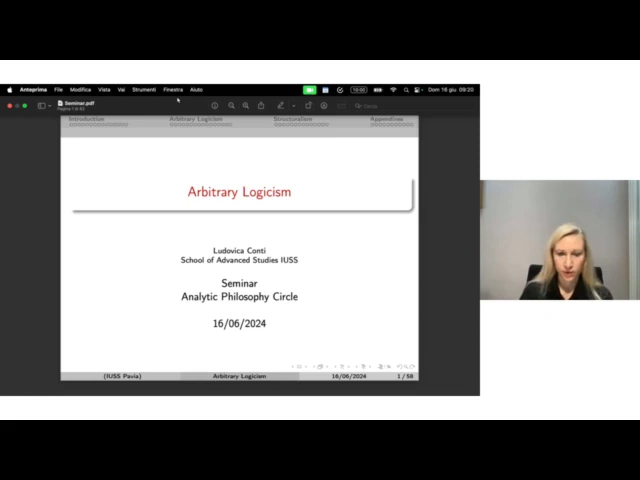 Anteprima File Modifica Vista Vai Strumenti Finestra Aiuto
Dom 16 giu 09:20
Seminar.pdf
Cerca
Introduction Arbitrary Logicism Structuralism Appendices
Arbitrary Logicism
Ludovica Conti
School of Advanced Studies IUSS
Seminar
Analytic Philosophy Circle
16/06/2024
(IUSS Pavia) Arbitrary Logicism 16/06/2024 1 / 58